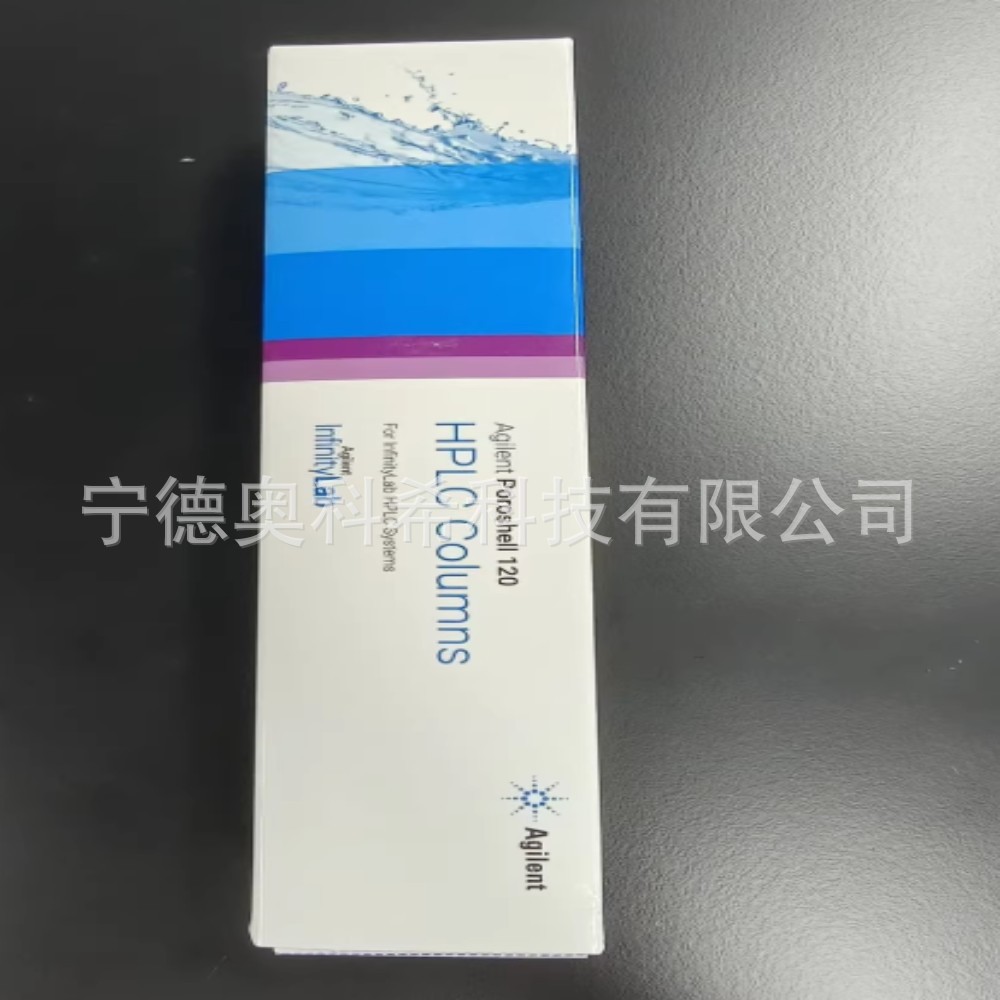 Agilent Poroshell 120
HPLC Columns
For InfinityLab HPLC Systems
Agilent
InfinityLab
Agilent
宁德奥科希科技有限公司